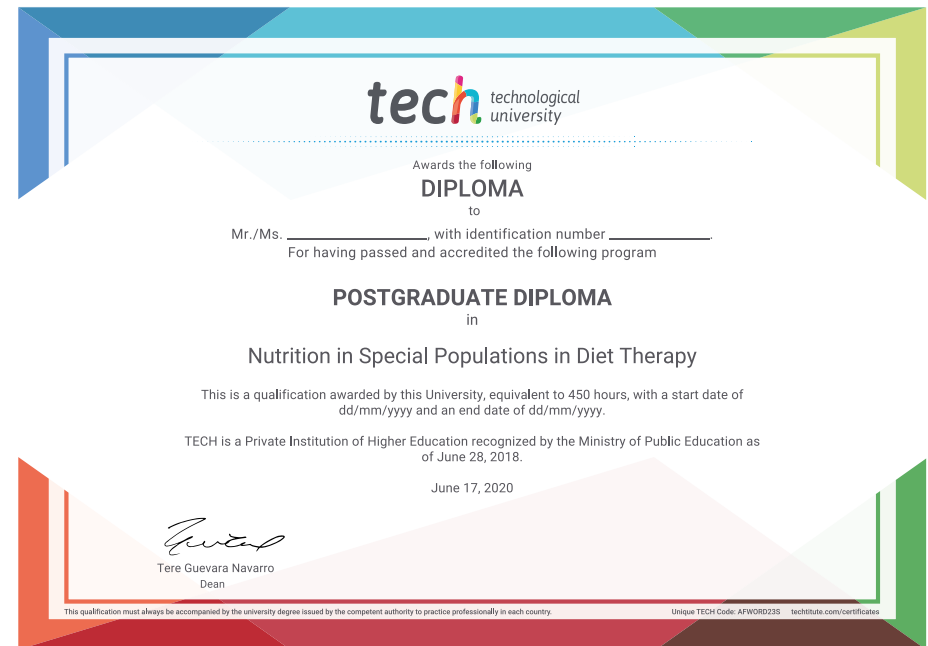 tech technological
university
Awards the following
DIPLOMA
to
Mr./Ms. ____________________, with identification number ______________.
For having passed and accredited the following program
POSTGRADUATE DIPLOMA
in
Nutrition in Special Populations in Diet Therapy
This is a qualification awarded by this University, equivalent to 450 hours, with a start date of
dd/mm/yyyy and an end date of dd/mm/yyyy.
TECH is a Private Institution of Higher Education recognized by the Ministry of Public Education as
of June 28, 2018.
June 17, 2020
Tere Guevara Navarro
Dean
This qualification must always be accompanied by the university degree issued by the competent authority to practice professionally in each country.
Unique TECH Code: AFWORD23S techtitute.com/certificates